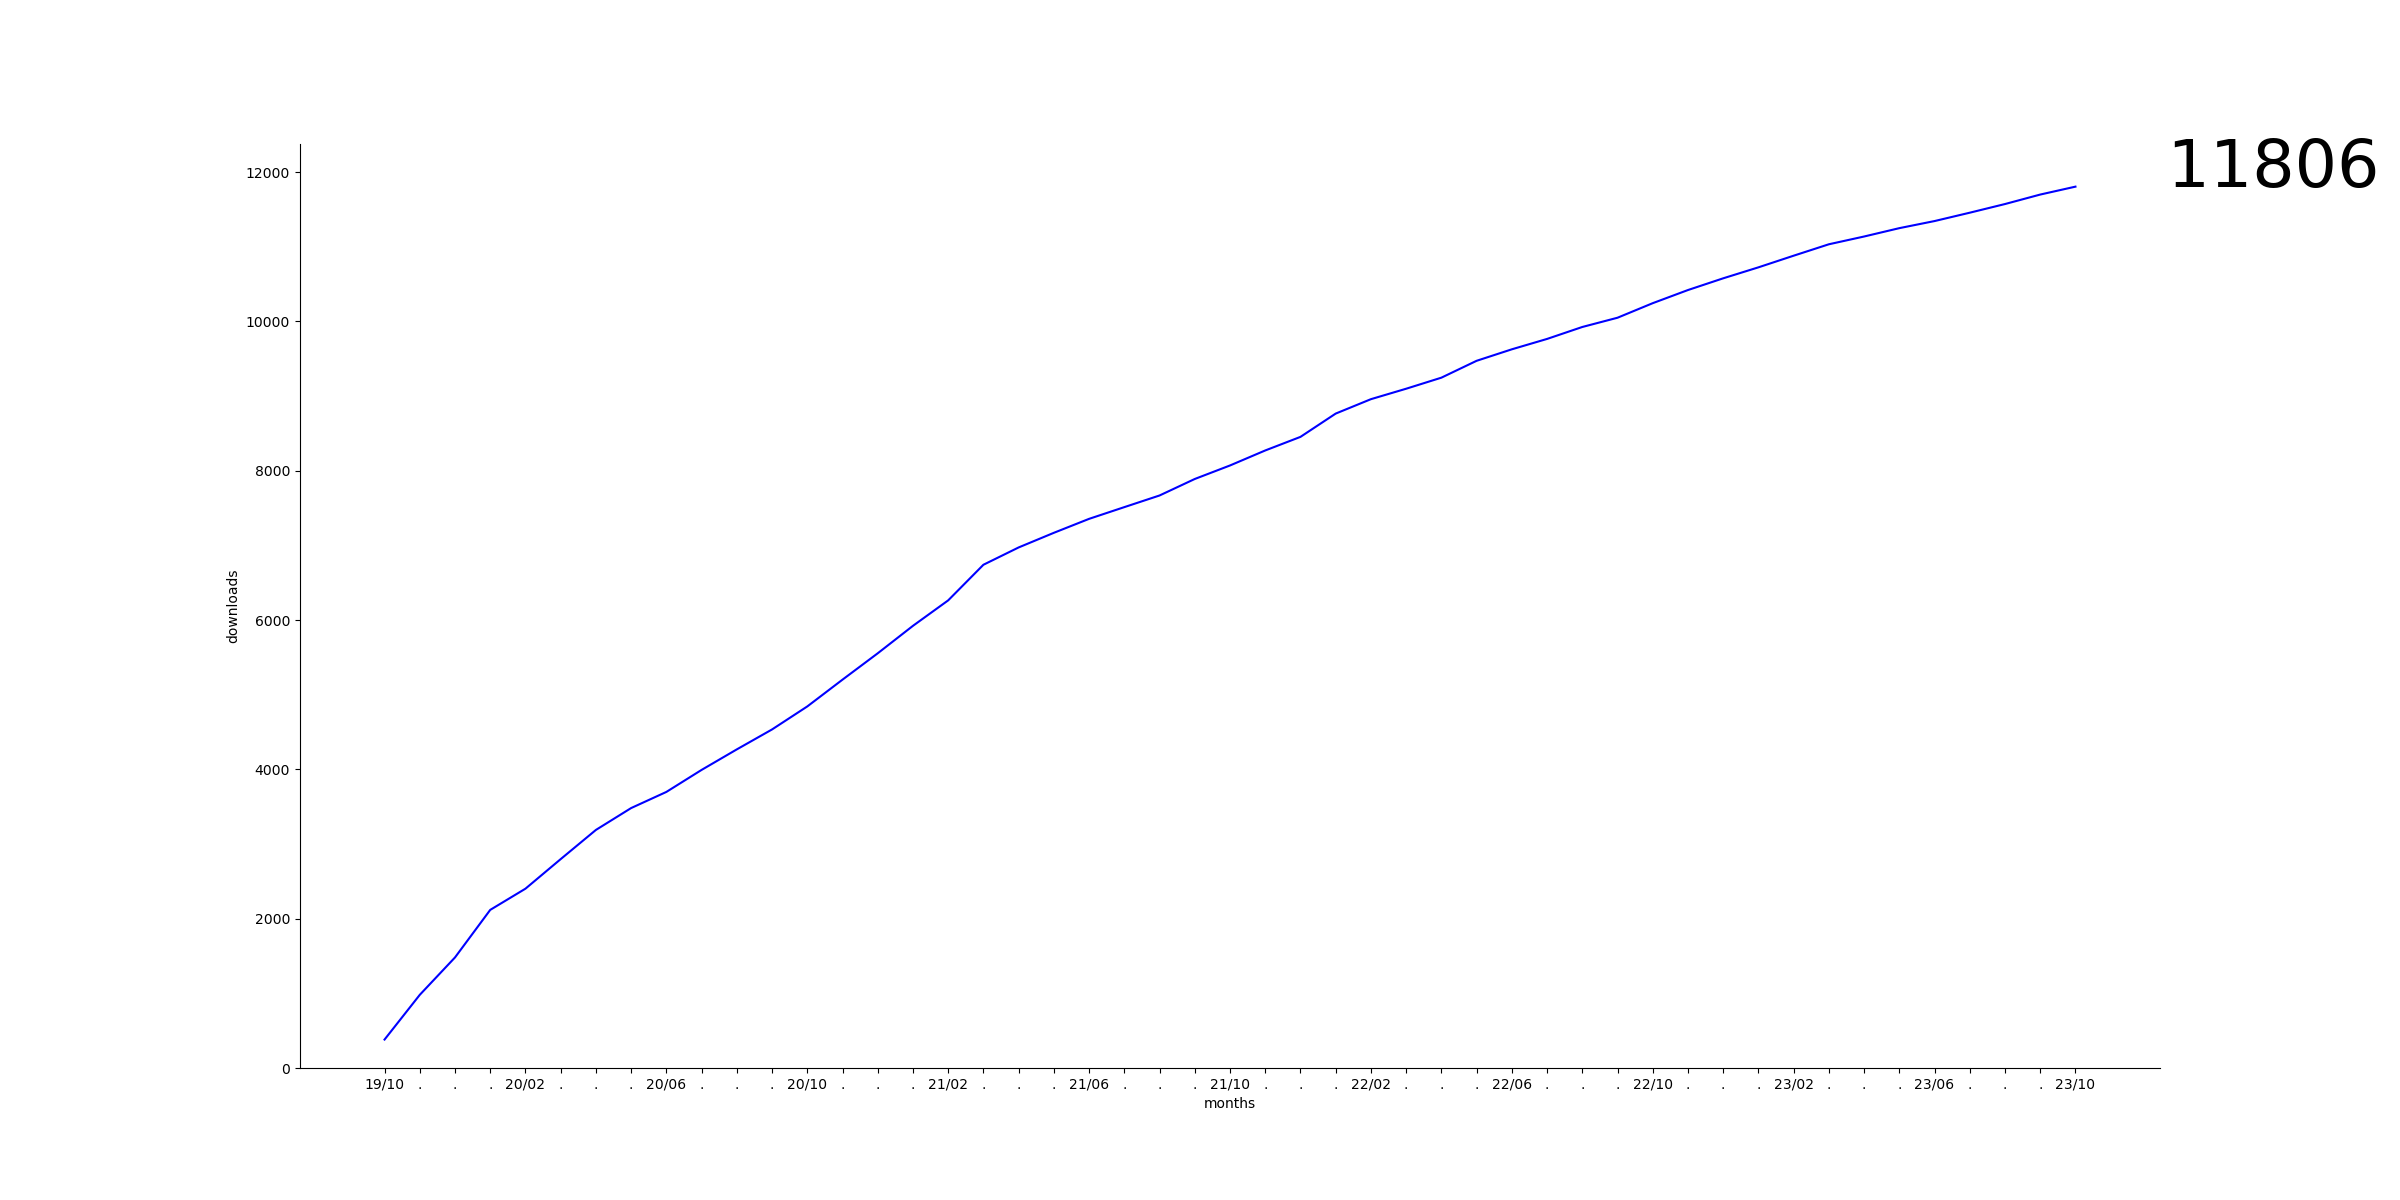 11806
12000
10000
8000
6000
4000
2000
0
downloads
19/10 . . . 20/02 . . . 20/06 . . . 20/10 . . . 21/02 . . . 21/06 . . . 21/10 . . . 22/02 . . . 22/06 . . . 22/10 . . . 23/02 . . . 23/06 . . . 23/10
months